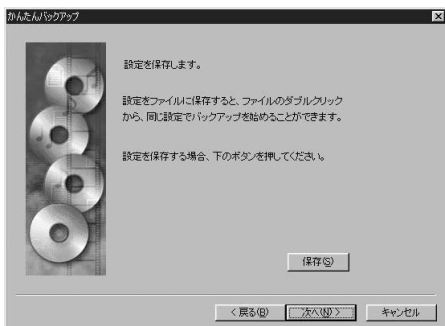 かんたんバックアップ
設定を保存します。
設定をファイルに保存すると、ファイルのダブルクリック
から、同じ設定でバックアップを始めることができます。
設定を保存する場合、下のボタンを押してください。
保存(S)
< 戻る(B)
次へ(N) >
キャンセル